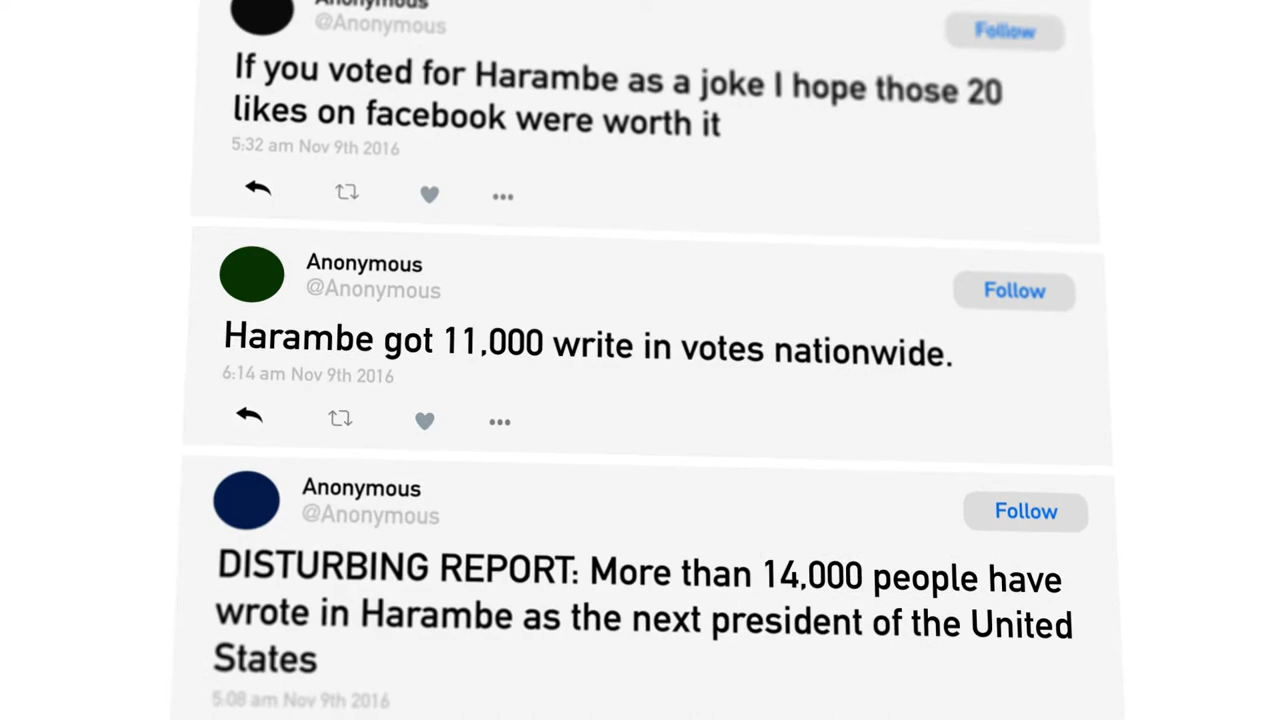 Anonymous
@Anonymous
Follow
If you voted for Harambe as a joke I hope those 20
likes on facebook were worth it
5:32 am Nov 9th 2016
Anonymous
@Anonymous
Follow
Harambe got 11,000 write in votes nationwide.
6:14 am Nov 9th 2016
Anonymous
@Anonymous
Follow
DISTURBING REPORT: More than 14,000 people have
wrote in Harambe as the next president of the United
States
5:08 am Nov 9th 2016